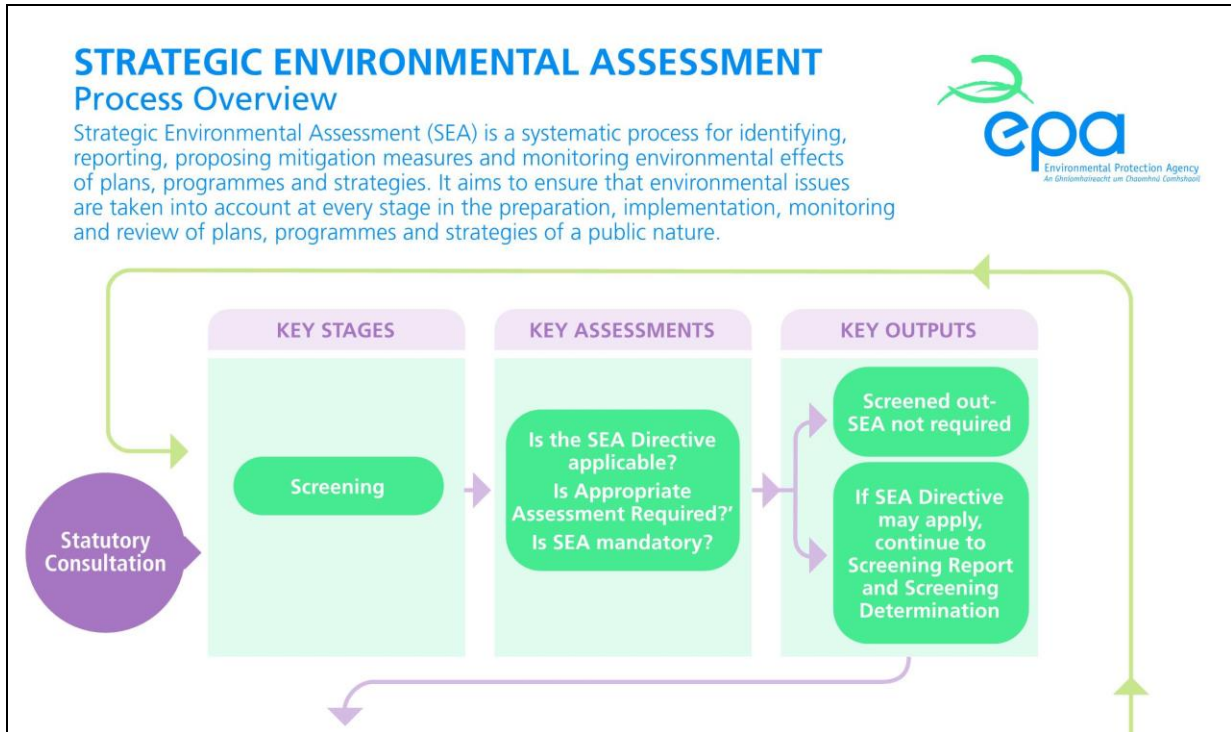 STRATEGIC ENVIRONMENTAL ASSESSMENT
Process Overview
Strategic Environmental Assessment (SEA) is a systematic process for identifying,
reporting, proposing mitigation measures and monitoring environmental effects
of plans, programmes and strategies. It aims to ensure that environmental issues
are taken into account at every stage in the preparation, implementation, monitoring
and review of plans, programmes and strategies of a public nature.
epa
Environmental Protection Agency
An Ghníomhaireacht um Chaomhnú Comhshaoil
KEY STAGES
KEY ASSESSMENTS
KEY OUTPUTS
Statutory
Consultation
Screening
Is the SEA Directive
applicable?
Is Appropriate
Assessment Required?’
Is SEA mandatory?
Screened out-
SEA not required
If SEA Directive
may apply,
continue to
Screening Report
and Screening
Determination